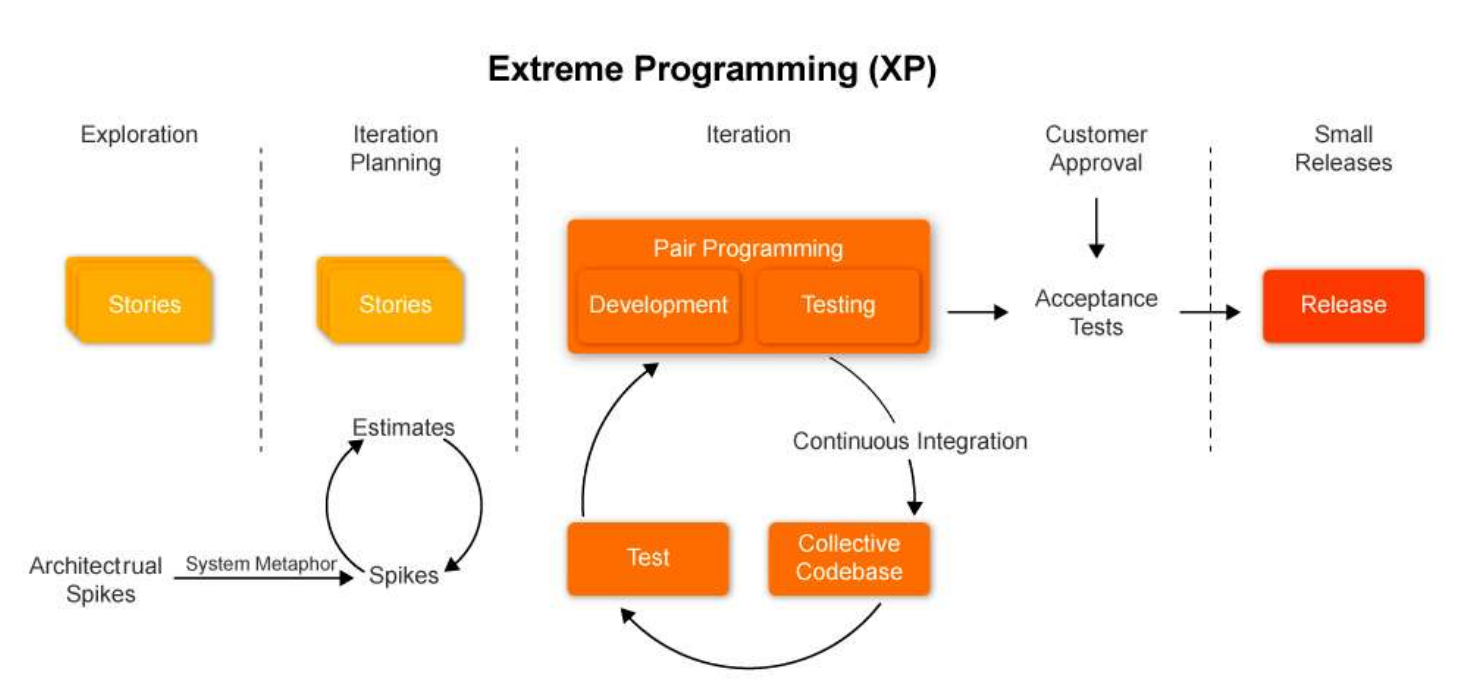 Extreme Programming (XP)
Exploration
Iteration
Planning
Iteration
Customer
Approval
Small
Releases
Stories
Stories
Pair Programming
Development
Testing
Acceptance
Tests
Release
Estimates
Continuous Integration
Architectrual
Spikes
System Metaphor
Spikes
Test
Collective
Codebase